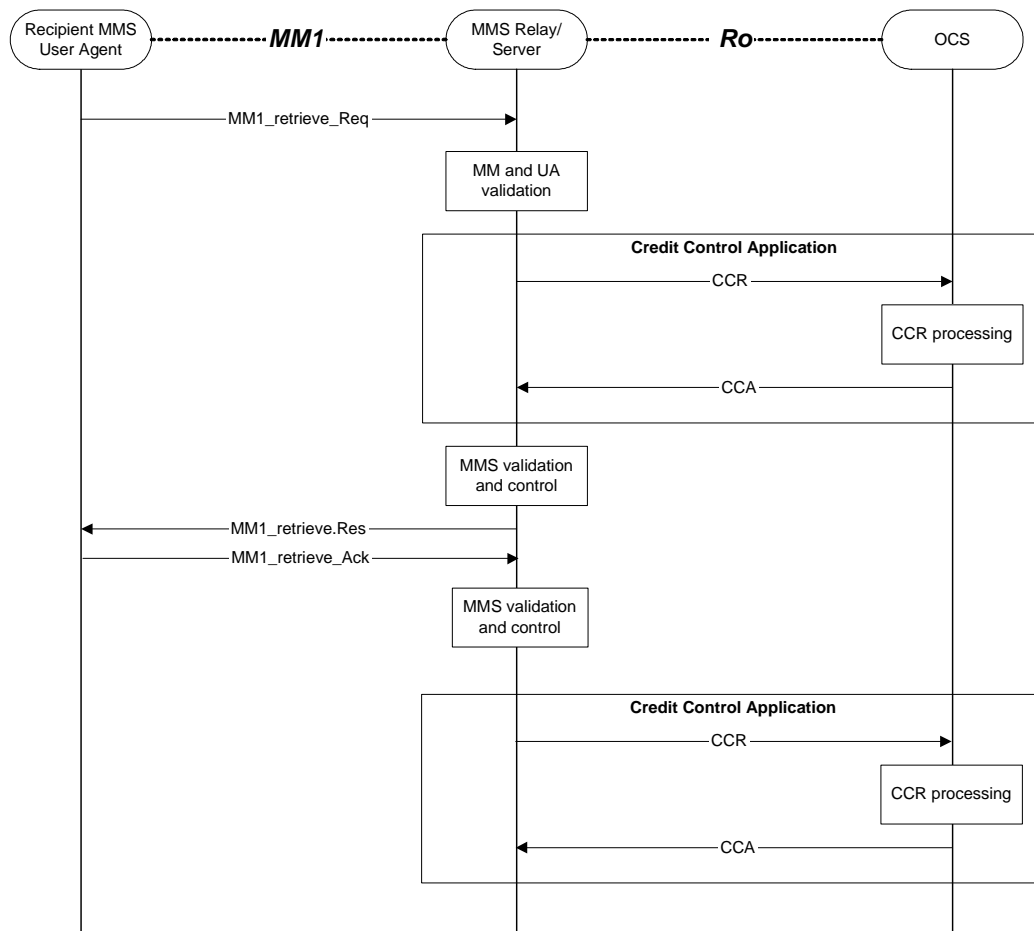 Recipient MMS
User Agent
MM1
MMS Relay/
Server
Ro
OCS
MM1_retrieve_Req
MM and UA
validation
Credit Control Application
CCR
CCR processing
CCA
MMS validation
and control
MM1_retrieve.Res
MM1_retrieve_Ack
MMS validation
and control
Credit Control Application
CCR
CCR processing
CCA